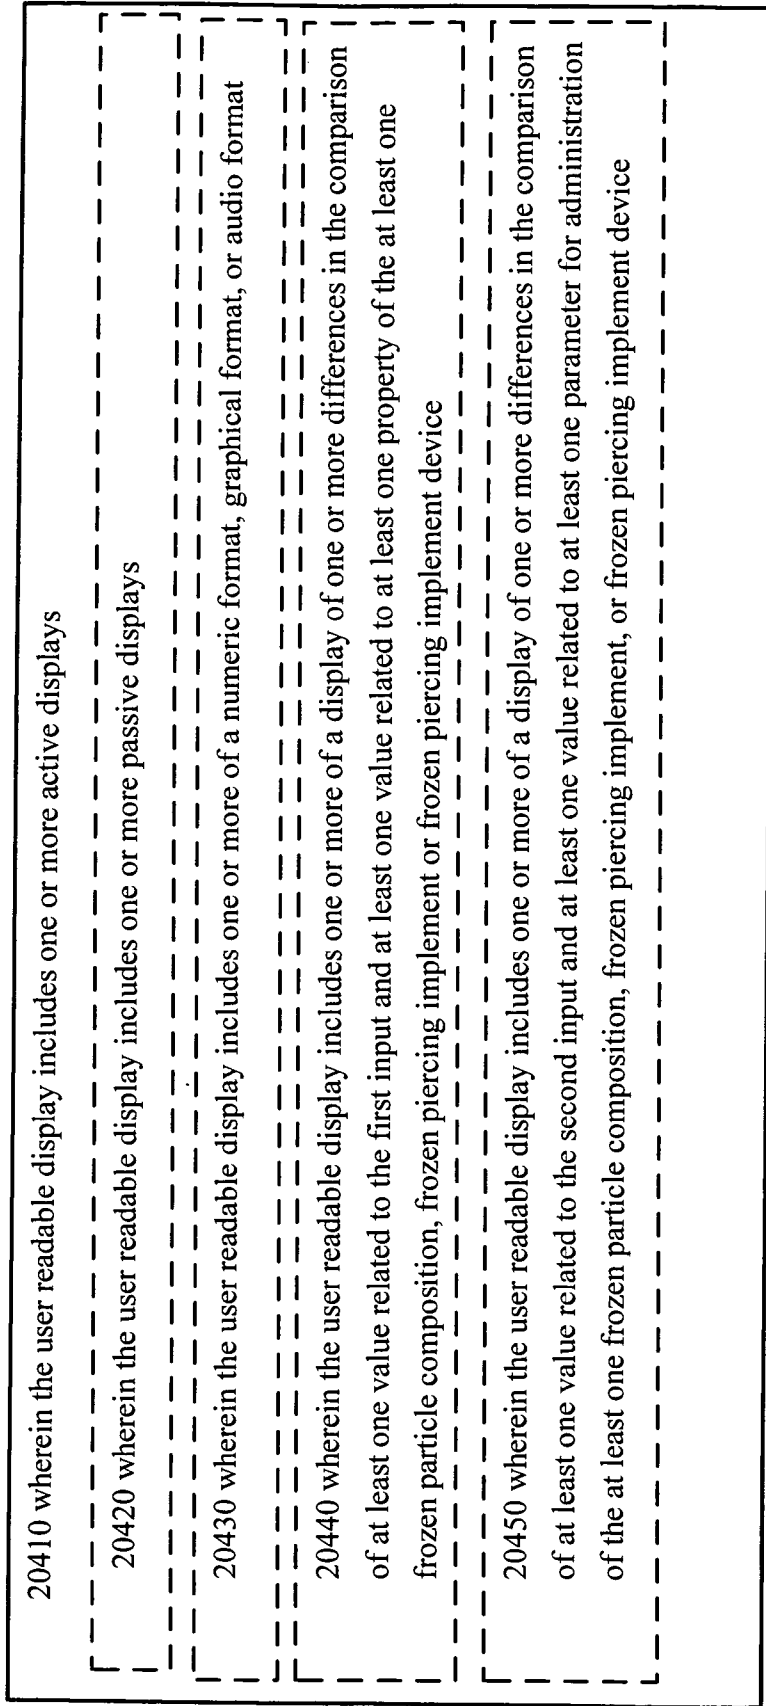 20410 wherein the user readable display includes one or more active displays
20420 wherein the user readable display includes one or more passive displays
20430 wherein the user readable display includes one or more of a numeric format, graphical format, or audio format
20440 wherein the user readable display includes one or more of a display of one or more differences in the comparison
of at least one value related to the first input and at least one value related to at least one property of the at least one
frozen particle composition, frozen piercing implement or frozen piercing implement device
20450 wherein the user readable display includes one or more of a display of one or more differences in the comparison
of at least one value related to the second input and at least one value related to at least one parameter for administration
of the at least one frozen particle composition, frozen piercing implement, or frozen piercing implement device